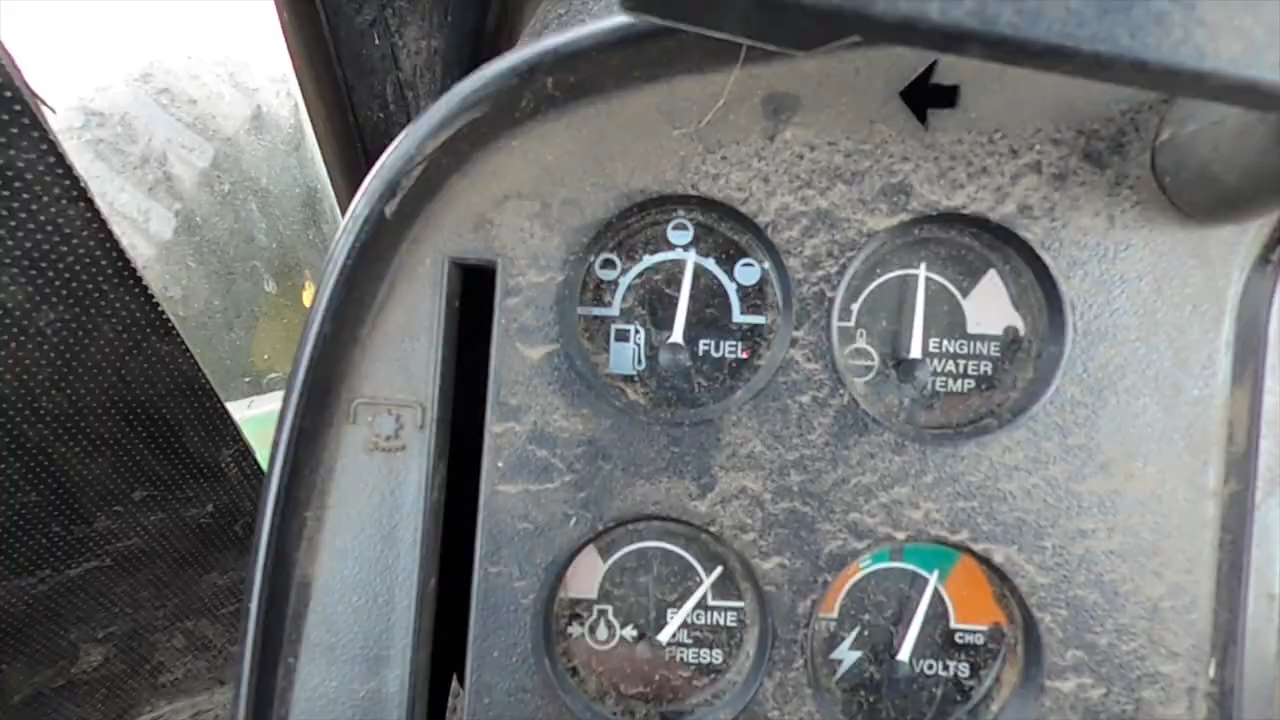 FUEL
ENGINE
WATER
TEMP
ENGINE
OIL
PRESS
CHG
VOLTS